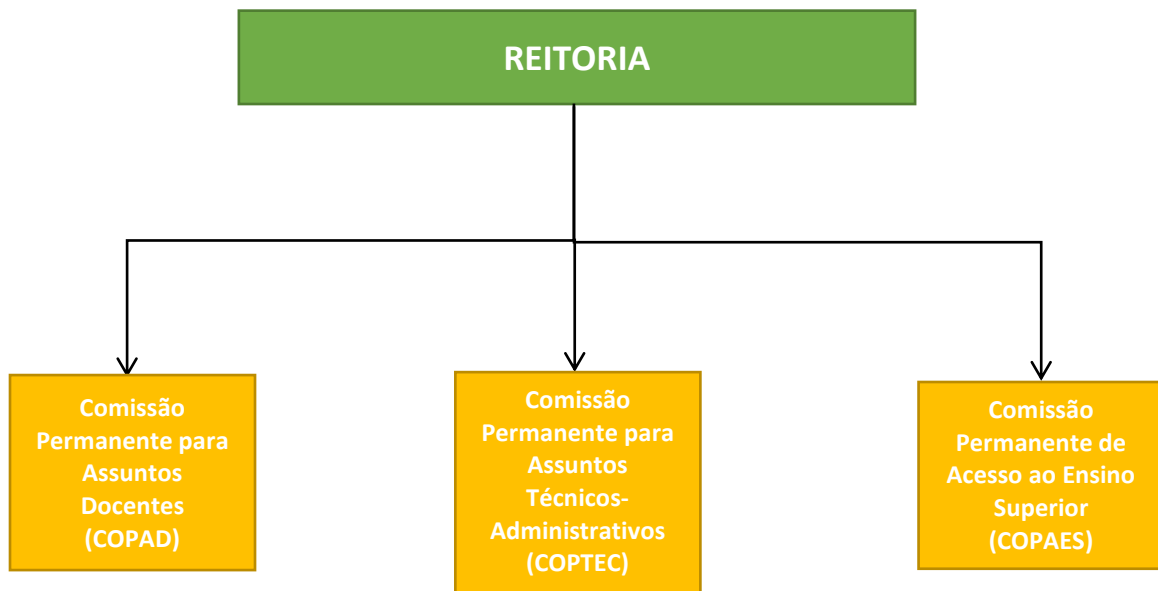 REITORIA
Comissão
Permanente para
Assuntos
Docentes
(COPAD)
Comissão
Permanente para
Assuntos
Técnicos-
Administrativos
(COPTEC)
Comissão
Permanente de
Acesso ao Ensino
Superior
(COPAES)